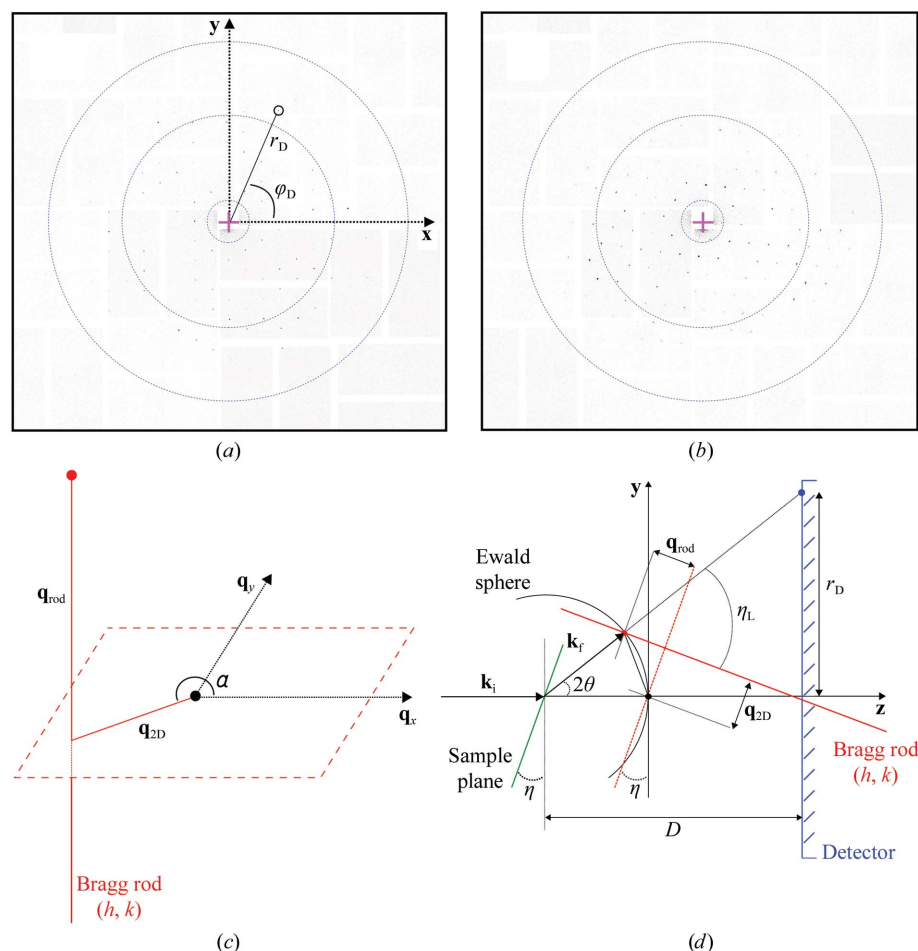 y
r_D
φ_D
x
(a)
(b)
q_rod
q_y
α
q_x
q_2D
Bragg rod
(h, k)
(c)
y
q_rod
Ewald
sphere
r_D
η_L
k_f
k_i
2θ
z
q_2D
Sample
plane
η
η
Bragg rod
(h, k)
D
Detector
(d)